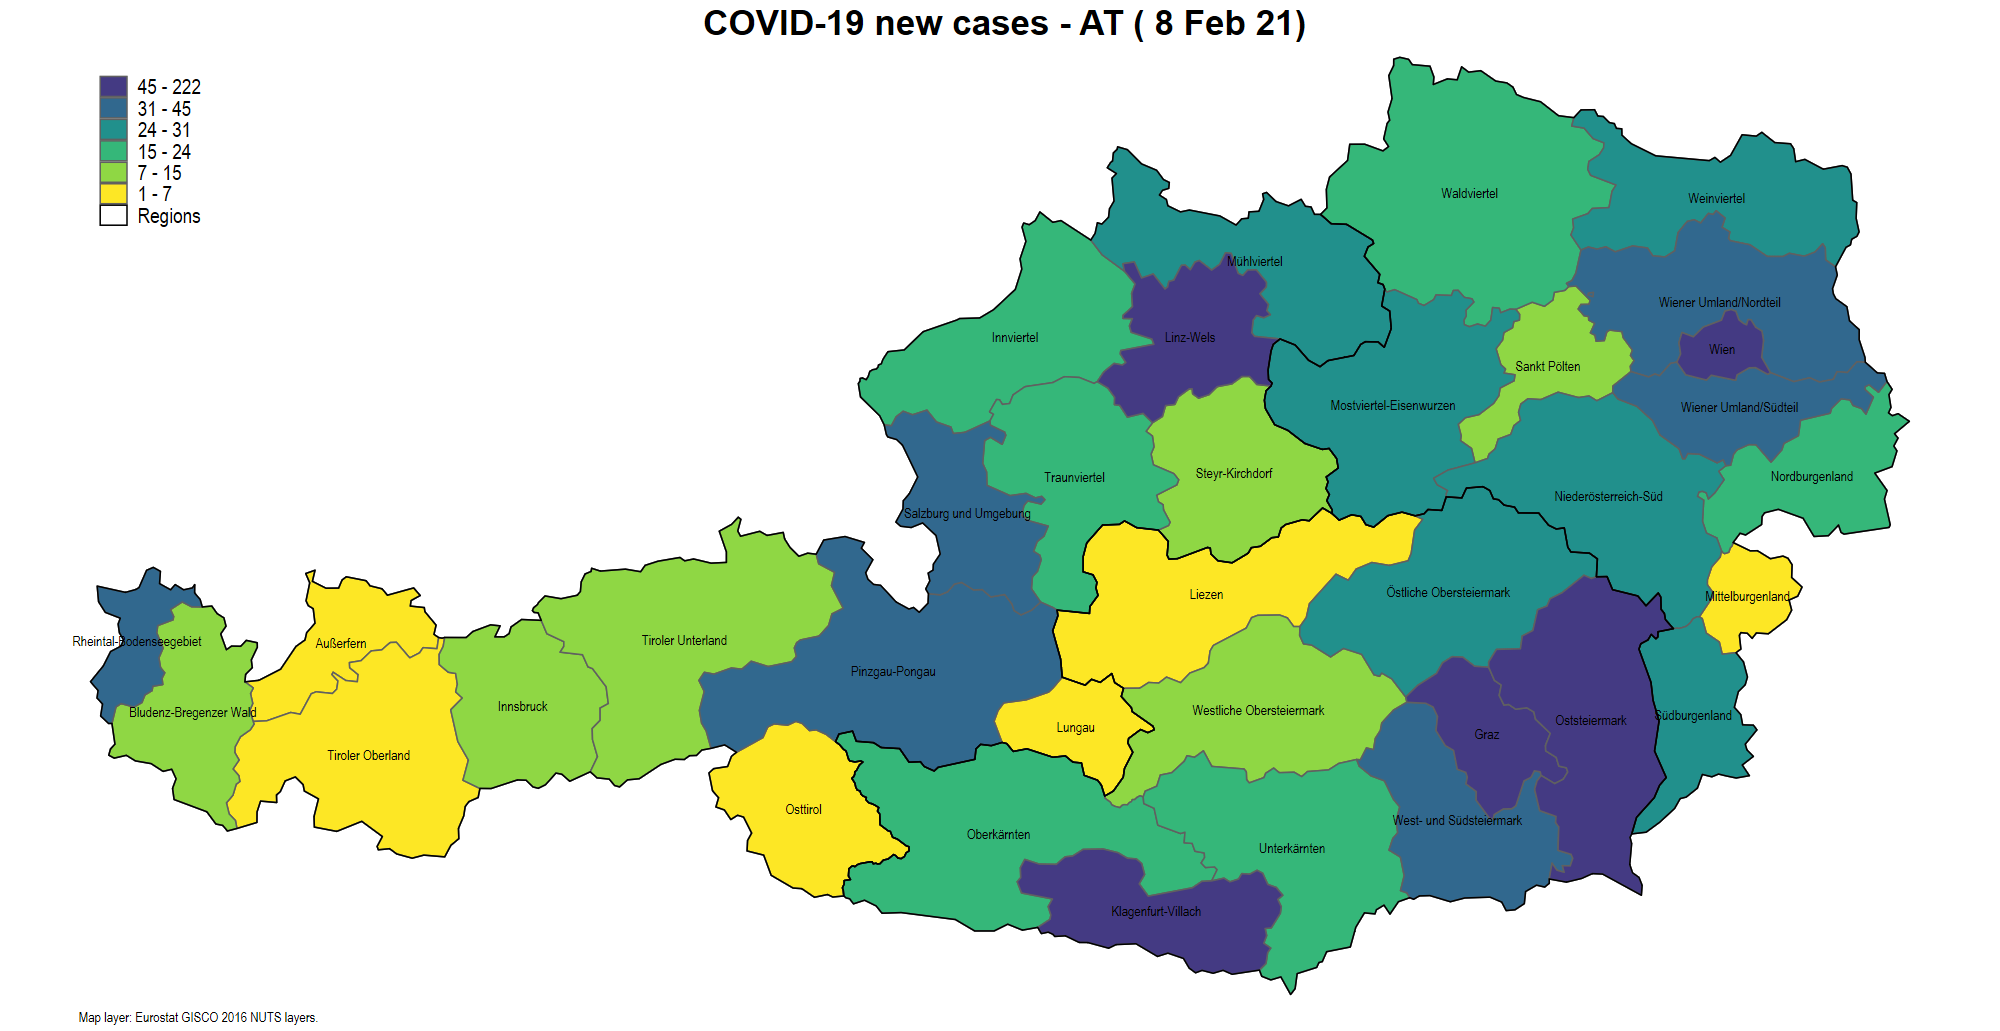 COVID-19 new cases - AT ( 8 Feb 21)
45 - 222
31 - 45
24 - 31
15 - 24
7 - 15
1 - 7
Regions
Waldviertel
Weinviertel
Mühlviertel
Wiener Umland/Nordteil
Innviertel
Linz-Wels
Wien
Sankt Pölten
Mostviertel-Eisenwurzen
Wiener Umland/Südteil
Traunviertel
Steyr-Kirchdorf
Nordburgenland
Niederösterreich-Süd
Salzburg und Umgebung
Liezen
Östliche Obersteiermark
Mittelburgenland
Rheintal-Bodenseegebiet
Außerfern
Tiroler Unterland
Pinzgau-Pongau
Bludenz-Bregenzer Wald
Innsbruck
Westliche Obersteiermark
Südburgenland
Oststeiermark
Lungau
Graz
Tiroler Oberland
Osttirol
West- und Südsteiermark
Oberkärnten
Unterkärnten
Klagenfurt-Villach
Map layer: Eurostat GISCO 2016 NUTS layers.